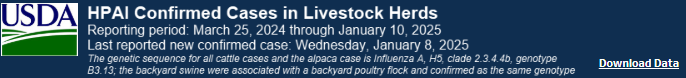 USDA
HPAI Confirmed Cases in Livestock Herds
Reporting period: March 25, 2024 through January 10, 2025
Last reported new confirmed case: Wednesday, January 8, 2025
The genetic sequence for all cattle cases and the alpaca case is Influenza A, H5, clade 2.3.4.4b, genotype
B3.13; the backyard swine were associated with a backyard poultry flock and confirmed as the same genotype
Download Data